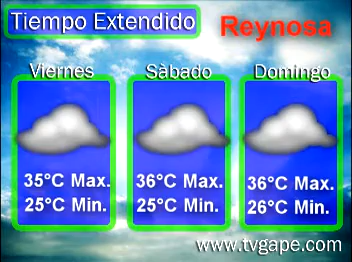 Tiempo Extendido
Reynosa
Viernes
Sàbado
Domingo
35°C Max.
25°C Min.
36°C Max.
25°C Min.
36°C Max.
26°C Min.
www.tvgape.com